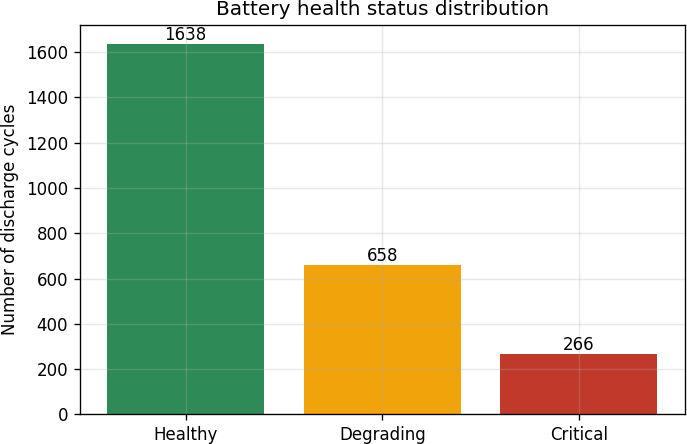 Battery health status distribution
Number of discharge cycles
1600
1400
1200
1000
800
600
400
200
0
1638
658
266
Healthy
Degrading
Critical